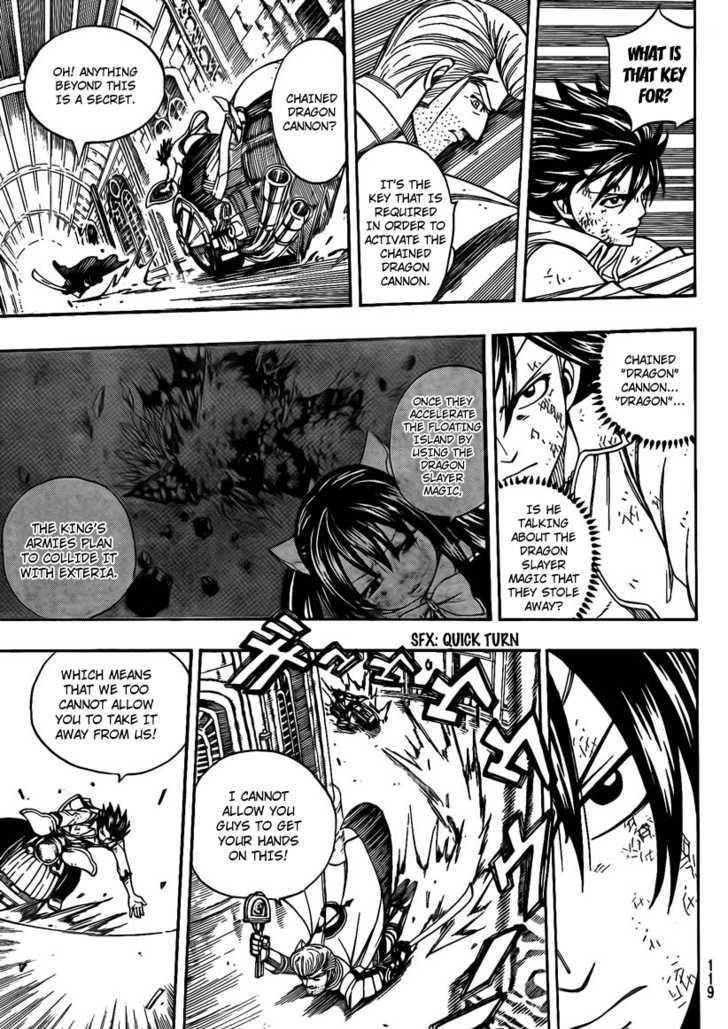 WHAT IS
THAT KEY
FOR?
IT'S THE
KEY THAT IS
REQUIRED
IN ORDER TO
ACTIVATE THE
CHAINED
DRAGON
CANNON.
CHAINED
DRAGON
CANNON?
OH! ANYTHING
BEYOND THIS
IS A SECRET.
CHAINED
"DRAGON"
CANNON...
"DRAGON"...
IS HE
TALKING
ABOUT THE
DRAGON
SLAYER
MAGIC THAT
THEY STOLE
AWAY?
ONCE THEY
ACCELERATE
THE FLOATING
ISLAND BY
USING THE
DRAGON
SLAYER
MAGIC,
THE KING'S
ARMIES PLAN
TO COLLIDE IT
WITH EXTERIA.
SFX: QUICK TURN
I CANNOT
ALLOW YOU
GUYS TO GET
YOUR HANDS
ON THIS!
WHICH MEANS
THAT WE TOO
CANNOT ALLOW
YOU TO TAKE IT
AWAY FROM US!
119